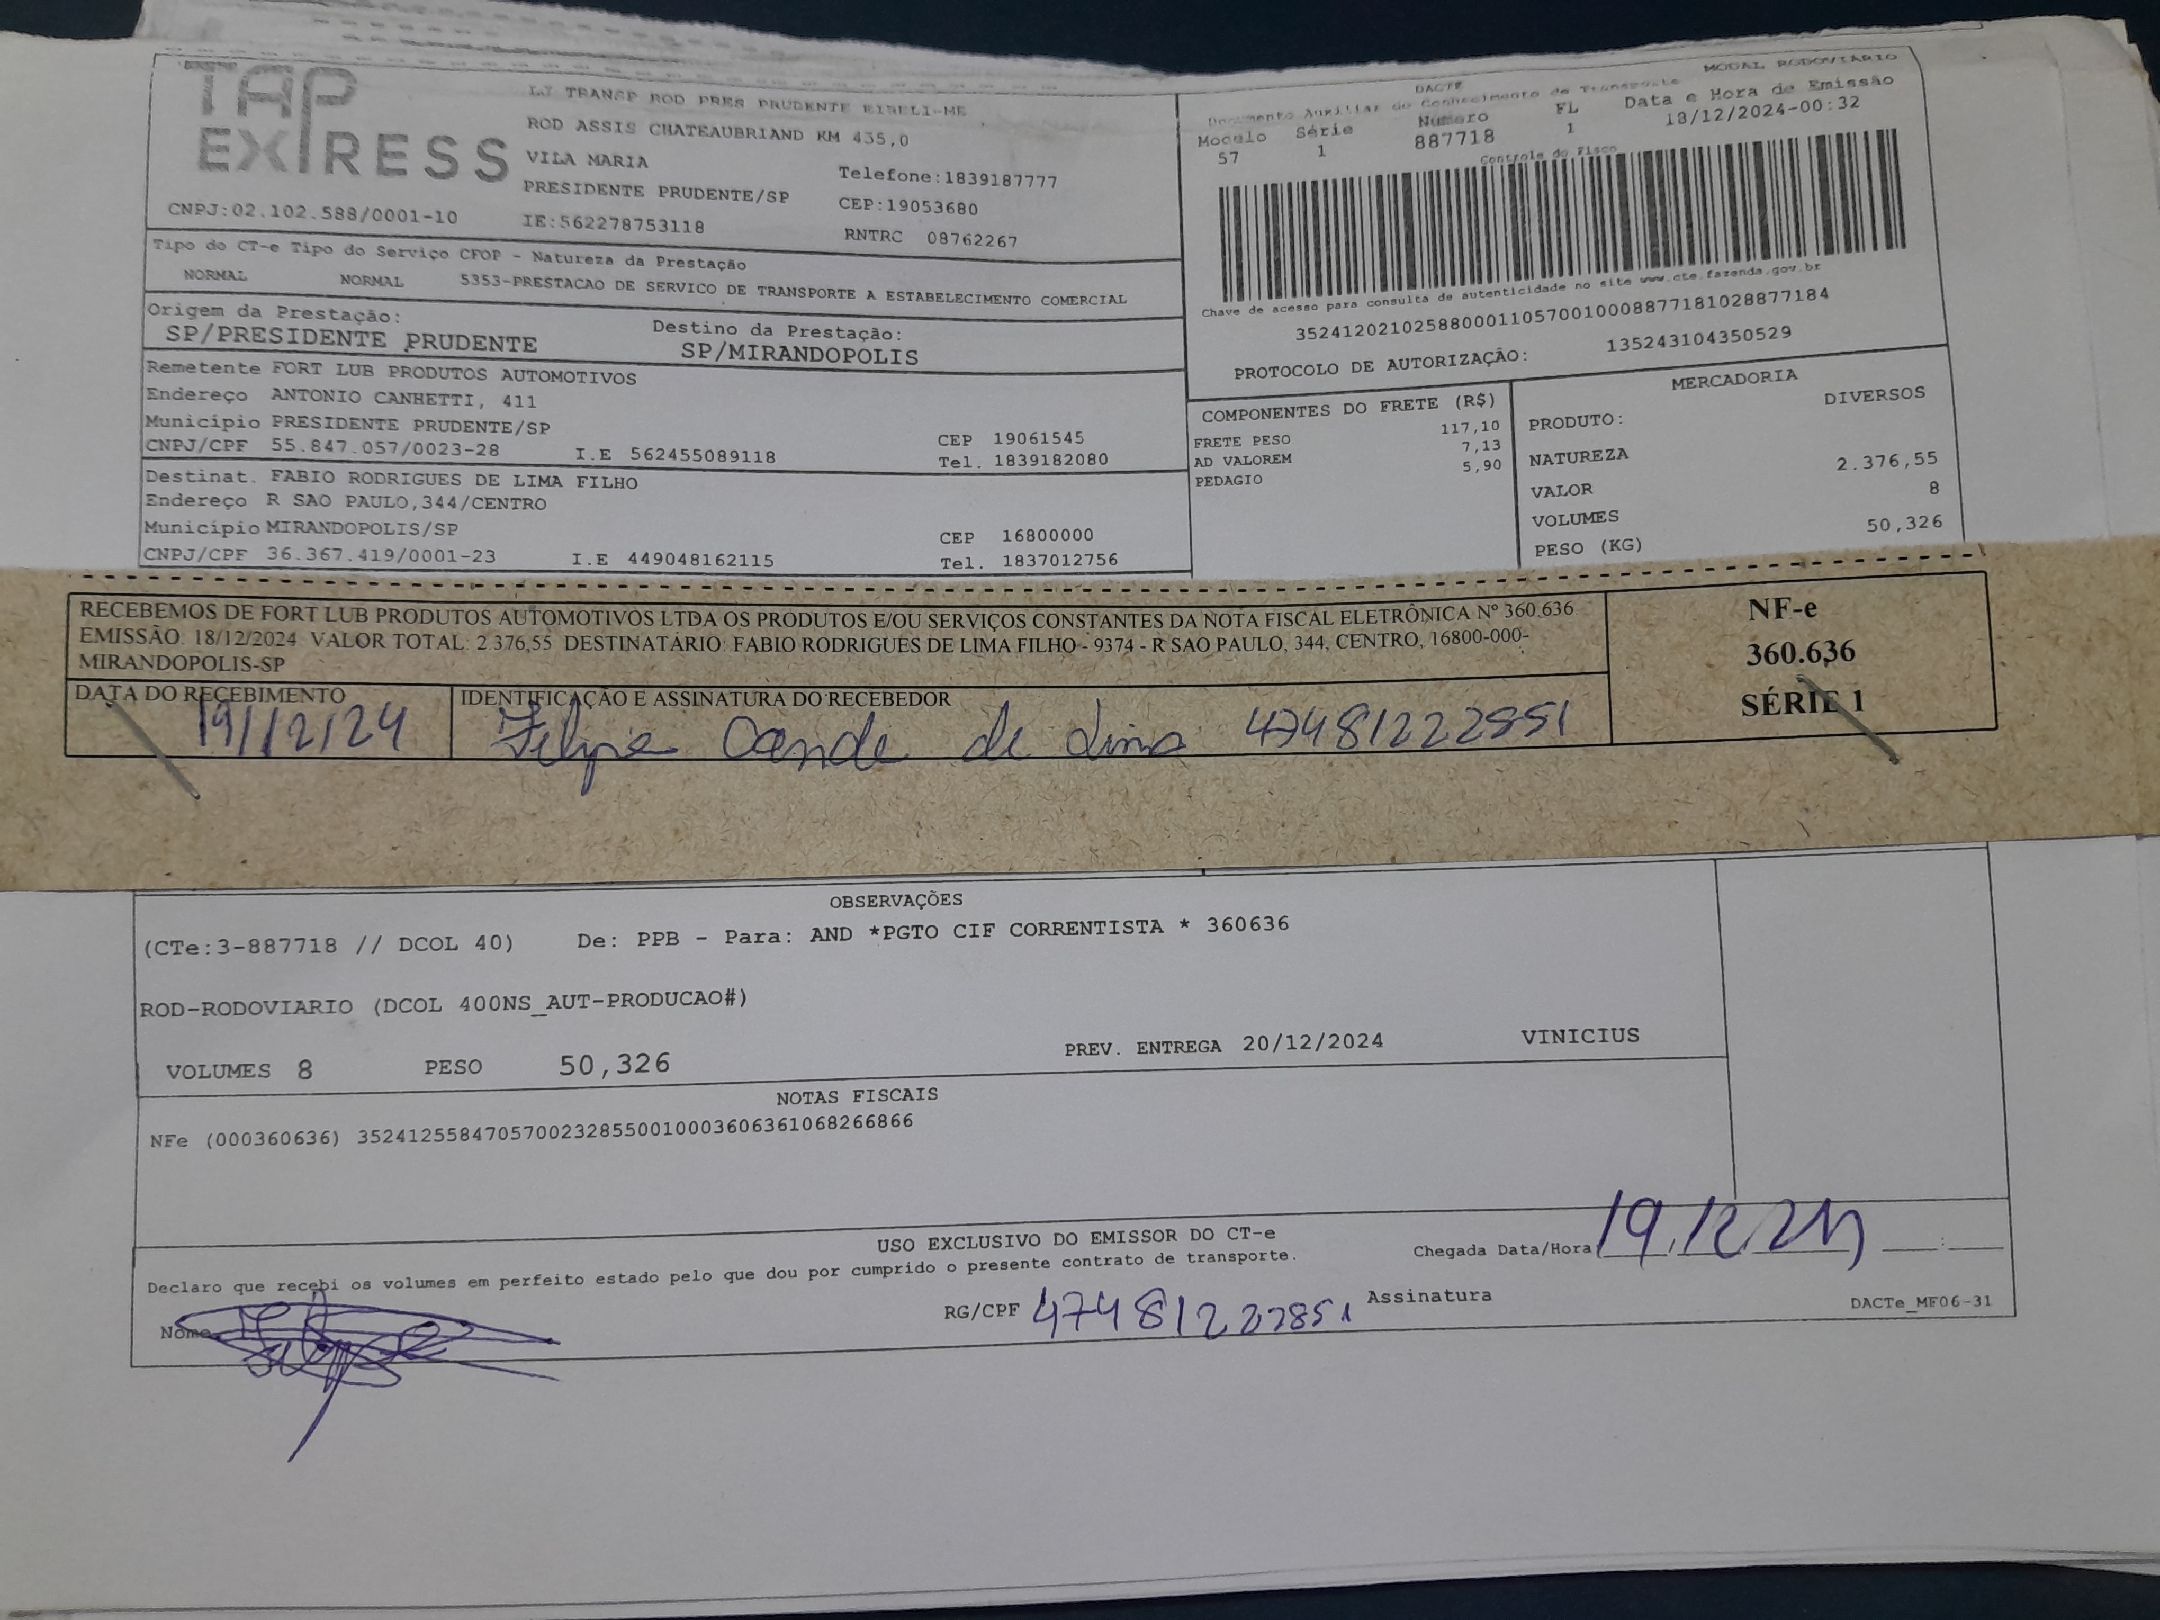 TAP
EXPRESS
LJ TRANSP ROD PRES PRUDENTE EIRELI-ME
ROD ASSIS CHATEAUBRIAND KM 435,0
VILA MARIA
Telefone:1839187777
PRESIDENTE PRUDENTE/SP
CEP:19053680
CNPJ:02.102.588/0001-10
IE:562278753118
RNTRC 08762267
DACTE
MODAL RODOVIARIO
Documento Auxiliar do Conhecimento de Transporte
Modelo Série Número FL Data e Hora de Emissão
57 1 887718 1 18/12/2024-00:32
Controle do Fisco
Chave de acesso para consulta de autenticidade no site www.cte.fazenda.gov.br
35241202102588000110570010008877181028877184
PROTOCOLO DE AUTORIZAÇÃO: 135243104350529
Tipo do CT-e Tipo do Serviço CFOP - Natureza da Prestação
NORMAL NORMAL 5353-PRESTACAO DE SERVICO DE TRANSPORTE A ESTABELECIMENTO COMERCIAL
Origem da Prestação: Destino da Prestação:
SP/PRESIDENTE PRUDENTE SP/MIRANDOPOLIS
Remetente FORT LUB PRODUTOS AUTOMOTIVOS
Endereço ANTONIO CANHETTI, 411
Município PRESIDENTE PRUDENTE/SP CEP 19061545
CNPJ/CPF 55.847.057/0023-28 I.E 562455089118 Tel. 1839182080
Destinat. FABIO RODRIGUES DE LIMA FILHO
Endereço R SAO PAULO,344/CENTRO
Município MIRANDOPOLIS/SP CEP 16800000
CNPJ/CPF 36.367.419/0001-23 I.E 449048162115 Tel. 1837012756
COMPONENTES DO FRETE (R$)
FRETE PESO 117,10
AD VALOREM 7,13
PEDAGIO 5,90
MERCADORIA
PRODUTO: DIVERSOS
NATUREZA
VALOR 2.376,55
VOLUMES 8
PESO (KG) 50,326
RECEBEMOS DE FORT LUB PRODUTOS AUTOMOTIVOS LTDA OS PRODUTOS E/OU SERVIÇOS CONSTANTES DA NOTA FISCAL ELETRÔNICA Nº 360.636
EMISSÃO: 18/12/2024 VALOR TOTAL: 2.376,55 DESTINATÁRIO: FABIO RODRIGUES DE LIMA FILHO - 9374 - R SAO PAULO, 344, CENTRO, 16800-000-
MIRANDOPOLIS-SP
NF-e
360.636
SÉRIE 1
DATA DO RECEBIMENTO IDENTIFICAÇÃO E ASSINATURA DO RECEBEDOR
19/12/24 Felipe Conde de Lima 47481222851
OBSERVAÇÕES
(CTe:3-887718 // DCOL 40) De: PPB - Para: AND *PGTO CIF CORRENTISTA * 360636
ROD-RODOVIARIO (DCOL 400NS_AUT-PRODUCAO#)
VOLUMES 8 PESO 50,326 PREV. ENTREGA 20/12/2024 VINICIUS
NOTAS FISCAIS
NFe (000360636) 35241255847057002328550010003606361068266866
USO EXCLUSIVO DO EMISSOR DO CT-e
Chegada Data/Hora 19/12/24
Declaro que recebi os volumes em perfeito estado pelo que dou por cumprido o presente contrato de transporte.
Nome RG/CPF 47481222851 Assinatura
DACTe_MF06-31